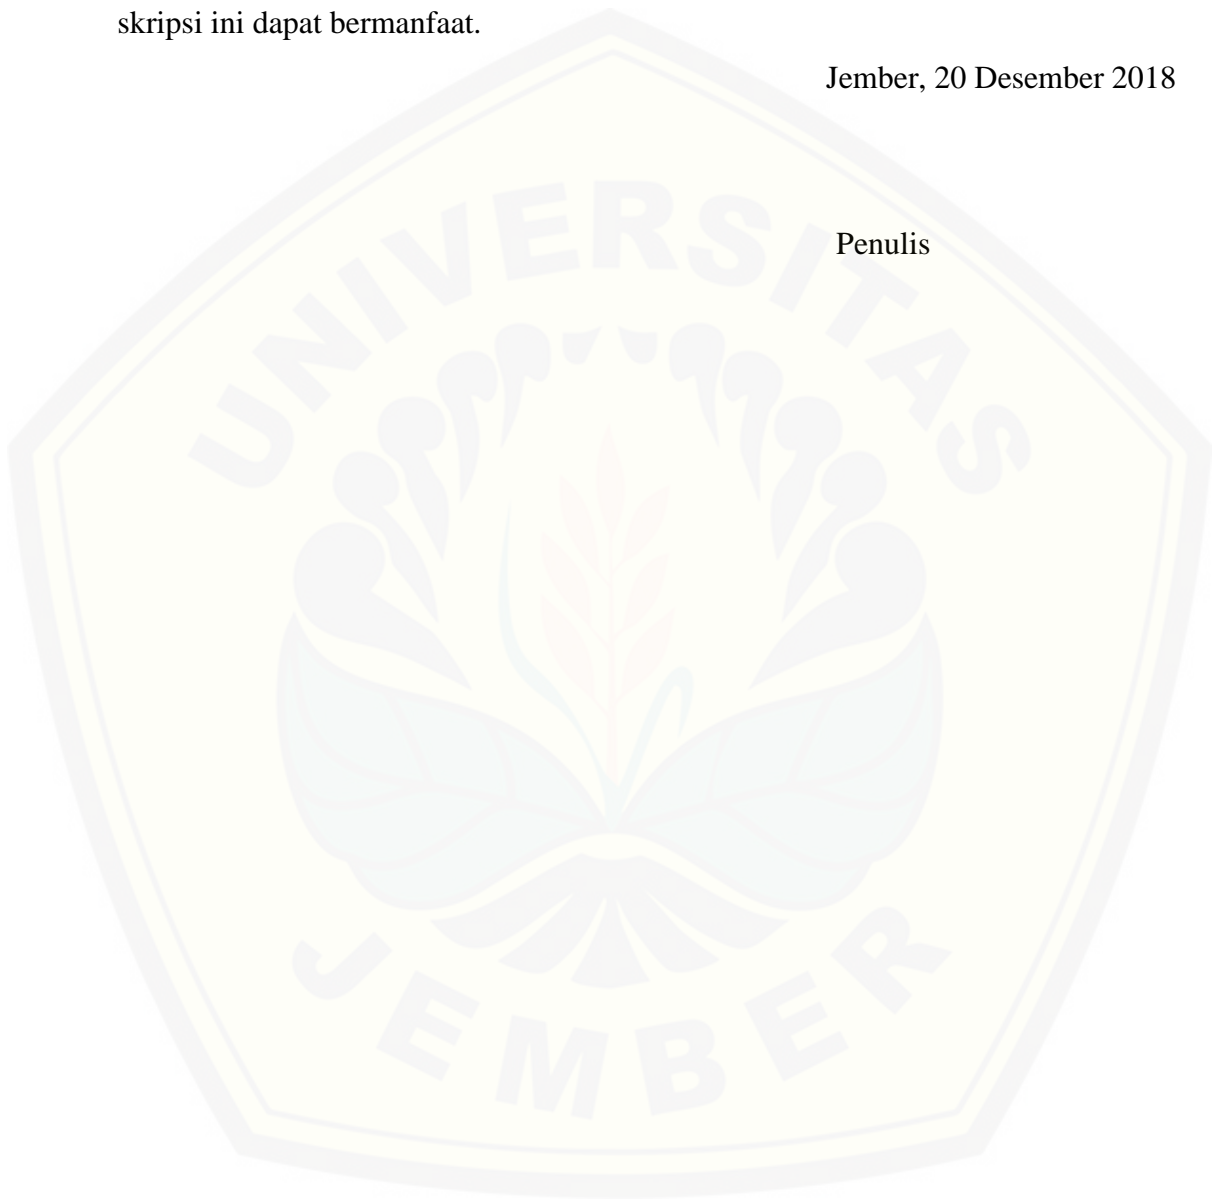 skripsi ini dapat bermanfaat.
Jember, 20 Desember 2018
Penulis
UNIVERSITAS
JEMBER